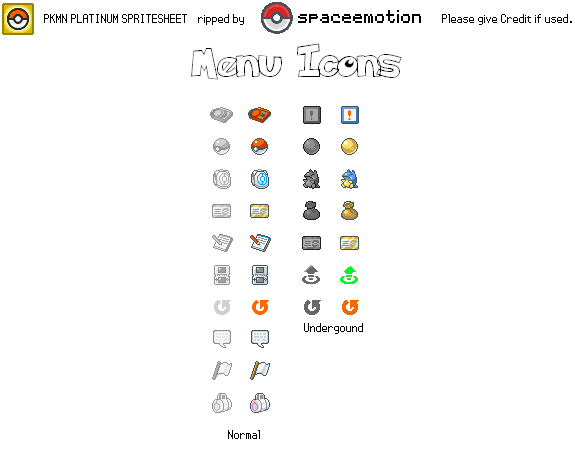 PKMN PLATINUM SPRITESHEET ripped by spaceemotion Please give Credit if used.
Menu Icons
Undergound
Normal